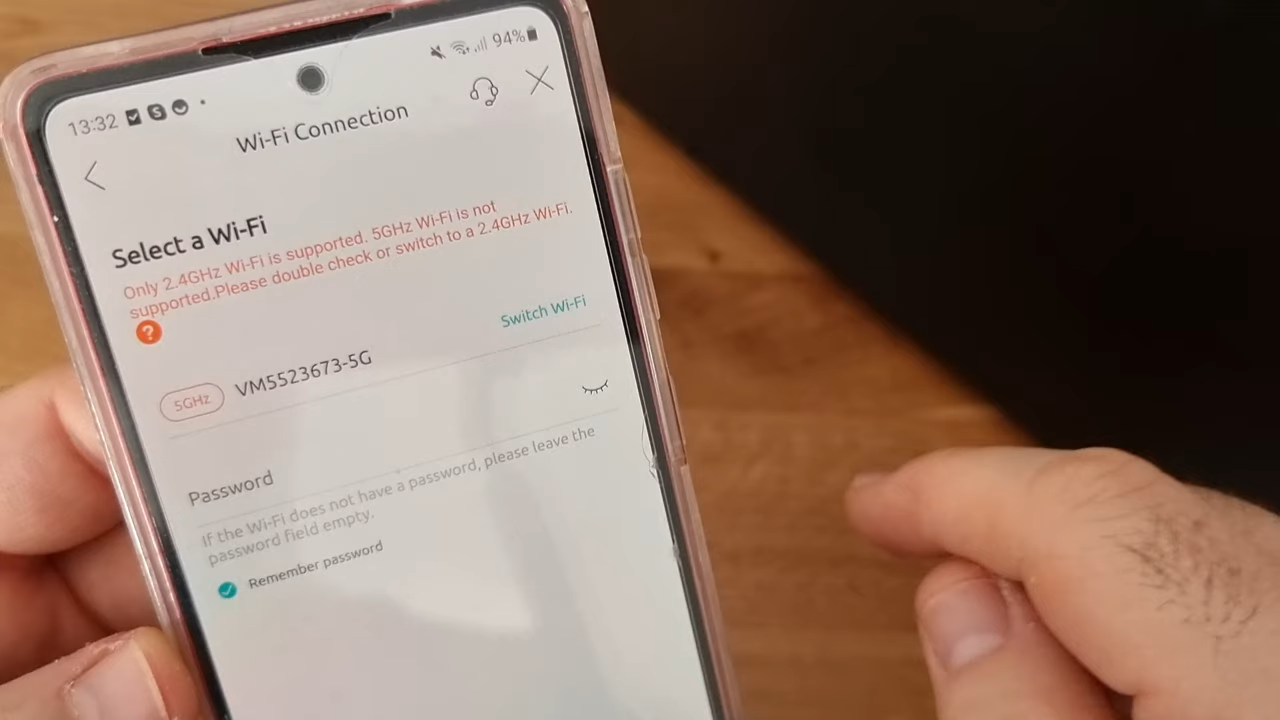 13:32
94%
Wi-Fi Connection
Select a Wi-Fi
Only 2.4GHz Wi-Fi is supported. 5GHz Wi-Fi is not
supported.Please double check or switch to a 2.4GHz Wi-Fi.
?
Switch Wi-Fi
5GHz VM5523673-5G
Password
If the Wi-Fi does not have a password, please leave the
password field empty.
Remember password